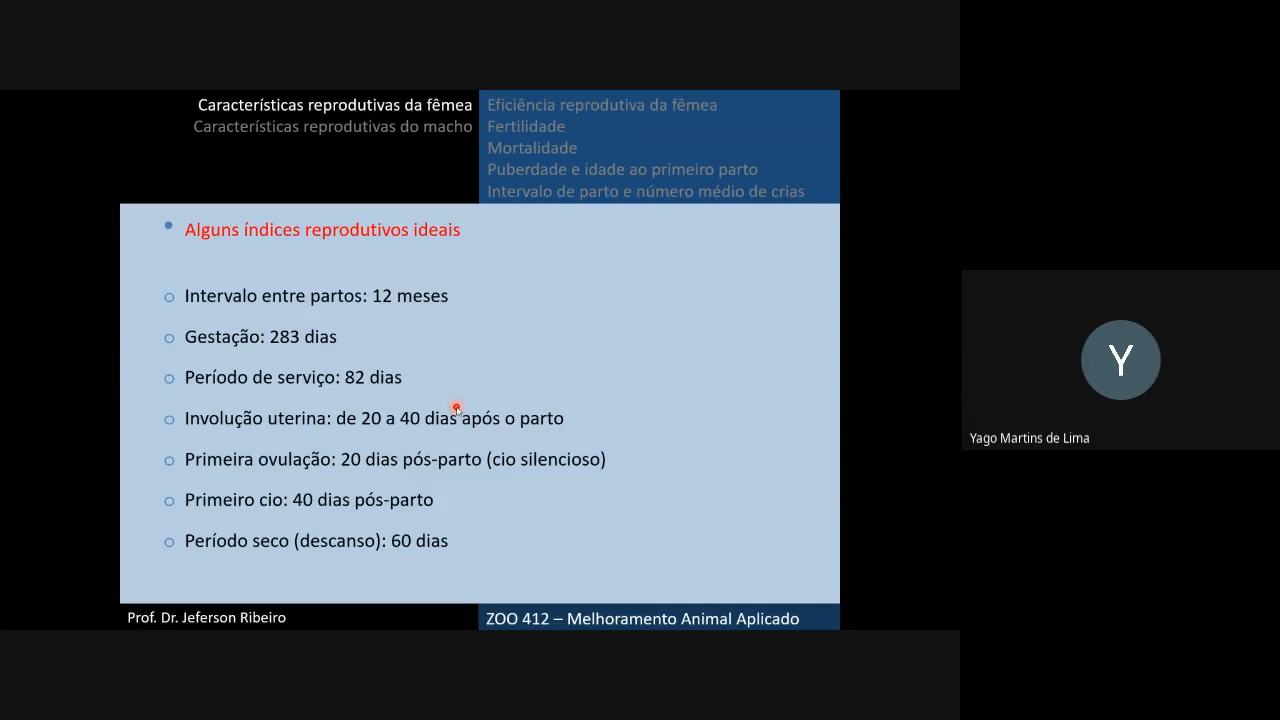 Características reprodutivas da fêmea
Características reprodutivas do macho
Eficiência reprodutiva da fêmea
Fertilidade
Mortalidade
Puberdade e idade ao primeiro parto
Intervalo de parto e número médio de crias
Alguns índices reprodutivos ideais
Intervalo entre partos: 12 meses
Gestação: 283 dias
Período de serviço: 82 dias
Involução uterina: de 20 a 40 dias após o parto
Primeira ovulação: 20 dias pós-parto (cio silencioso)
Primeiro cio: 40 dias pós-parto
Período seco (descanso): 60 dias
Prof. Dr. Jeferson Ribeiro
ZOO 412 – Melhoramento Animal Aplicado
Y
Yago Martins de Lima